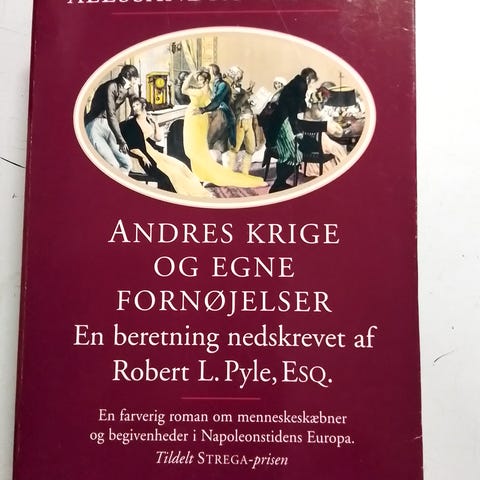 ANDRES KRIGE
OG EGNE
FORNØJELSER
En beretning nedskrevet af
Robert L. Pyle, ESQ.
En farverig roman om menneskeskæbner
og begivenheder i Napoleonstidens Europa.
Tildelt STREGA-prisen